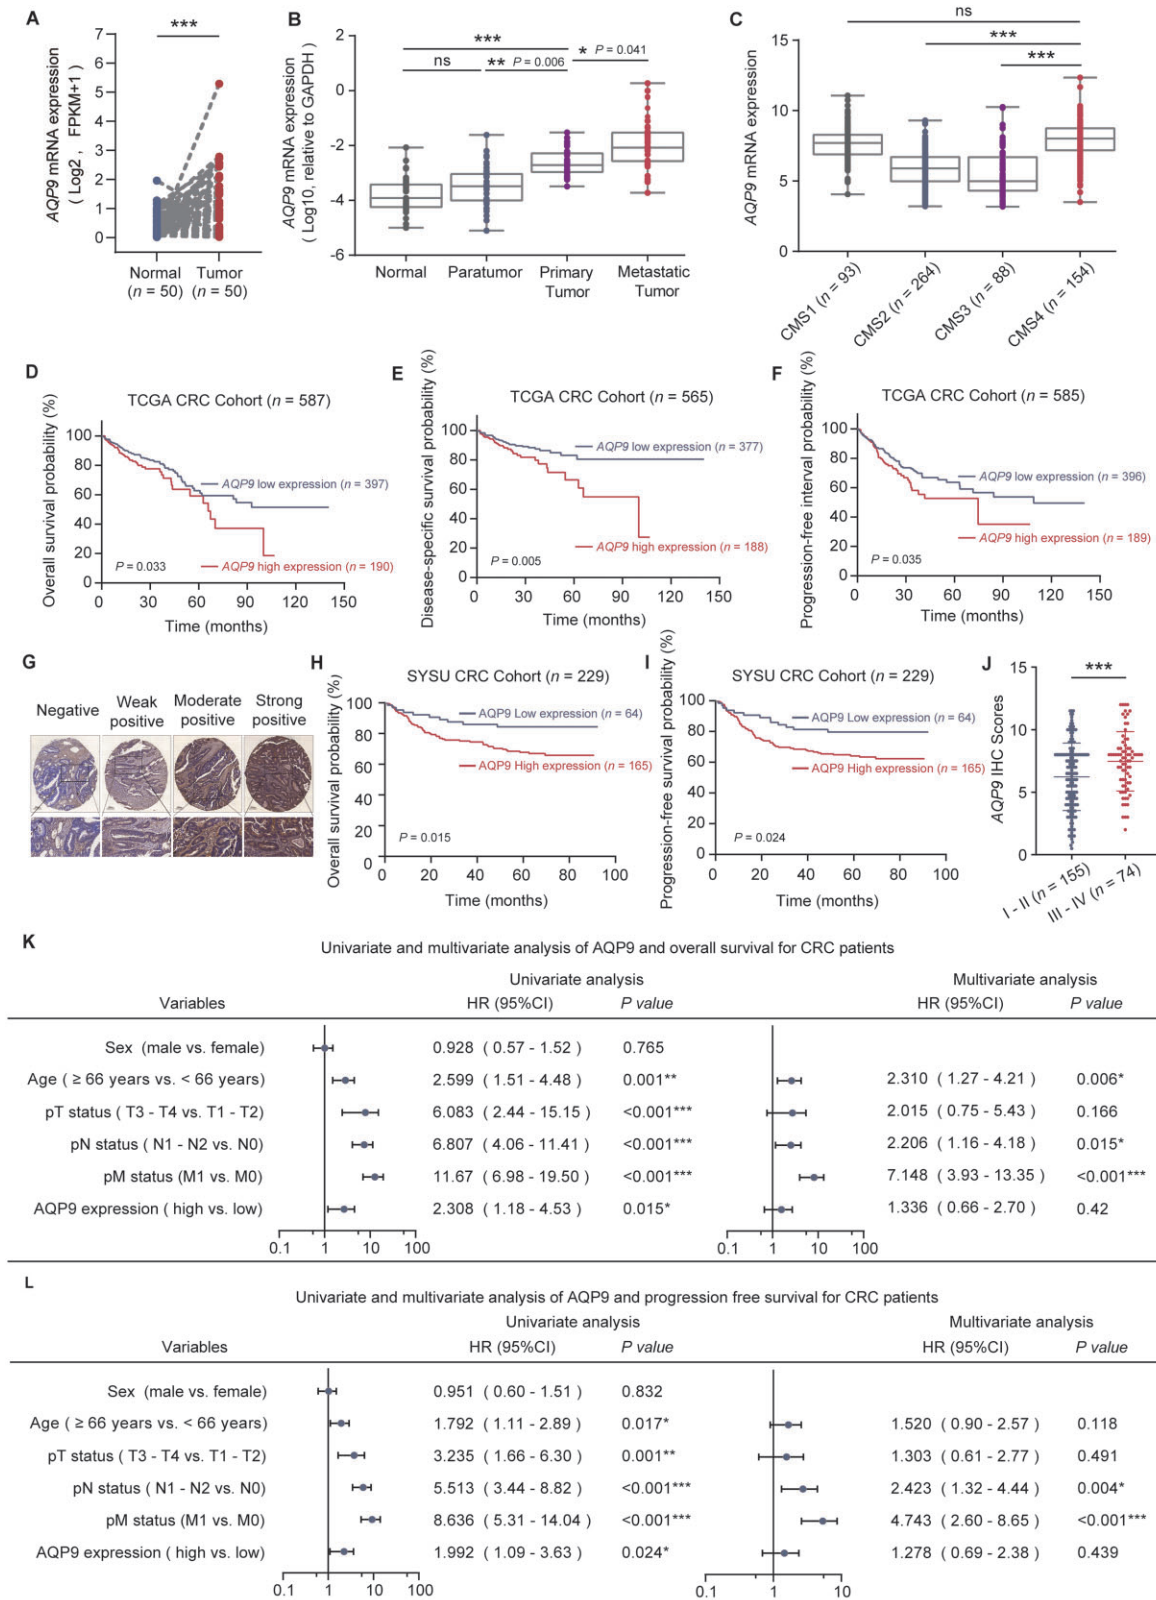 A
***
AQP9 mRNA expression
( Log2 , FPKM+1 )
7
6
5
4
3
2
1
0
Normal
(n = 50)
Tumor
(n = 50)
B
AQP9 mRNA expression
( Log10, relative to GAPDH )
*** * P = 0.041
ns ** P = 0.006
2
0
-2
-4
-6
Normal
Paratumor
Primary
Tumor
Metastatic
Tumor
C
ns
***
***
AQP9 mRNA expression
15
10
5
0
CMS1 (n = 93)
CMS2 (n = 264)
CMS3 (n = 88)
CMS4 (n = 154)
D
TCGA CRC Cohort (n = 587)
Overall survival probability (%)
100
80
60
40
20
0
AQP9 low expression (n = 397)
AQP9 high expression (n = 190)
P = 0.033
0 30 60 90 120 150
Time (months)
E
TCGA CRC Cohort (n = 565)
Disease-specific survival probability (%)
100
80
60
40
20
0
AQP9 low expression (n = 377)
AQP9 high expression (n = 188)
P = 0.005
0 30 60 90 120 150
Time (months)
F
TCGA CRC Cohort (n = 585)
Progression-free interval probability (%)
100
80
60
40
20
0
AQP9 low expression (n = 396)
AQP9 high expression (n = 189)
P = 0.035
0 30 60 90 120 150
Time (months)
G
Negative
Weak
positive
Moderate
positive
Strong
positive
H
SYSU CRC Cohort (n = 229)
Overall survival probability (%)
100
80
60
40
80
0
AQP9 Low expression (n = 64)
AQP9 High expression (n = 165)
P = 0.015
0 20 40 60 80 100
Time (months)
I
SYSU CRC Cohort (n = 229)
Progression-free survival probability (%)
100
80
60
40
80
0
AQP9 Low expression (n = 64)
AQP9 High expression (n = 165)
P = 0.024
0 20 40 60 80 100
Time (months)
J
***
AQP9 IHC Scores
15
10
5
0
I - II (n = 155)
III - IV (n = 74)
K
Univariate and multivariate analysis of AQP9 and overall survival for CRC patients
Univariate analysis Multivariate analysis
Variables HR (95%CI) P value HR (95%CI) P value
Sex (male vs. female) 0.928 ( 0.57 - 1.52 ) 0.765
Age ( ≥ 66 years vs. < 66 years) 2.599 ( 1.51 - 4.48 ) 0.001** 2.310 ( 1.27 - 4.21 ) 0.006*
pT status ( T3 - T4 vs. T1 - T2) 6.083 ( 2.44 - 15.15 ) <0.001*** 2.015 ( 0.75 - 5.43 ) 0.166
pN status ( N1 - N2 vs. N0) 6.807 ( 4.06 - 11.41 ) <0.001*** 2.206 ( 1.16 - 4.18 ) 0.015*
pM status (M1 vs. M0) 11.67 ( 6.98 - 19.50 ) <0.001*** 7.148 ( 3.93 - 13.35 ) <0.001***
AQP9 expression ( high vs. low) 2.308 ( 1.18 - 4.53 ) 0.015* 1.336 ( 0.66 - 2.70 ) 0.42
0.1 1 10 100 0.1 1 10 100
L
Univariate and multivariate analysis of AQP9 and progression free survival for CRC patients
Univariate analysis Multivariate analysis
Variables HR (95%CI) P value HR (95%CI) P value
Sex (male vs. female) 0.951 ( 0.60 - 1.51 ) 0.832
Age ( ≥ 66 years vs. < 66 years) 1.792 ( 1.11 - 2.89 ) 0.017* 1.520 ( 0.90 - 2.57 ) 0.118
pT status ( T3 - T4 vs. T1 - T2) 3.235 ( 1.66 - 6.30 ) 0.001** 1.303 ( 0.61 - 2.77 ) 0.491
pN status ( N1 - N2 vs. N0) 5.513 ( 3.44 - 8.82 ) <0.001*** 2.423 ( 1.32 - 4.44 ) 0.004*
pM status (M1 vs. M0) 8.636 ( 5.31 - 14.04 ) <0.001*** 4.743 ( 2.60 - 8.65 ) <0.001***
AQP9 expression ( high vs. low) 1.992 ( 1.09 - 3.63 ) 0.024* 1.278 ( 0.69 - 2.38 ) 0.439
0.1 1 10 100 0.1 1 10